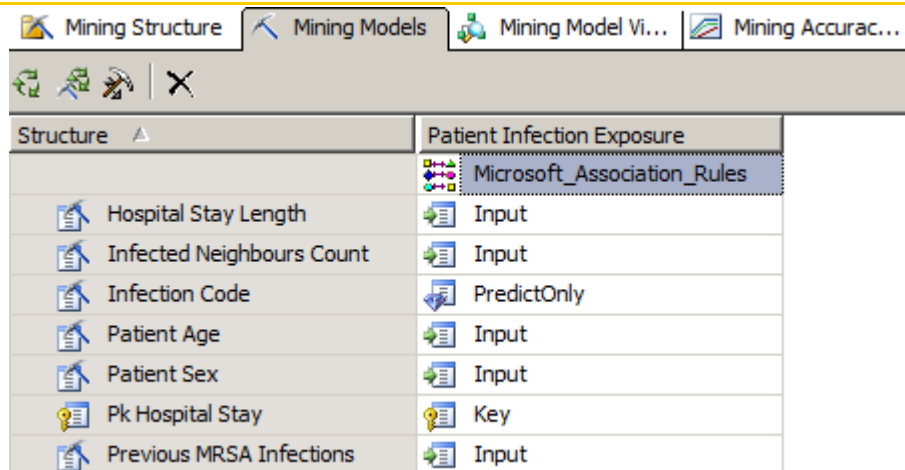 Mining Structure Mining Models Mining Model Vi... Mining Accurac...
Structure Patient Infection Exposure
Microsoft_Association_Rules
Hospital Stay Length Input
Infected Neighbours Count Input
Infection Code PredictOnly
Patient Age Input
Patient Sex Input
Pk Hospital Stay Key
Previous MRSA Infections Input